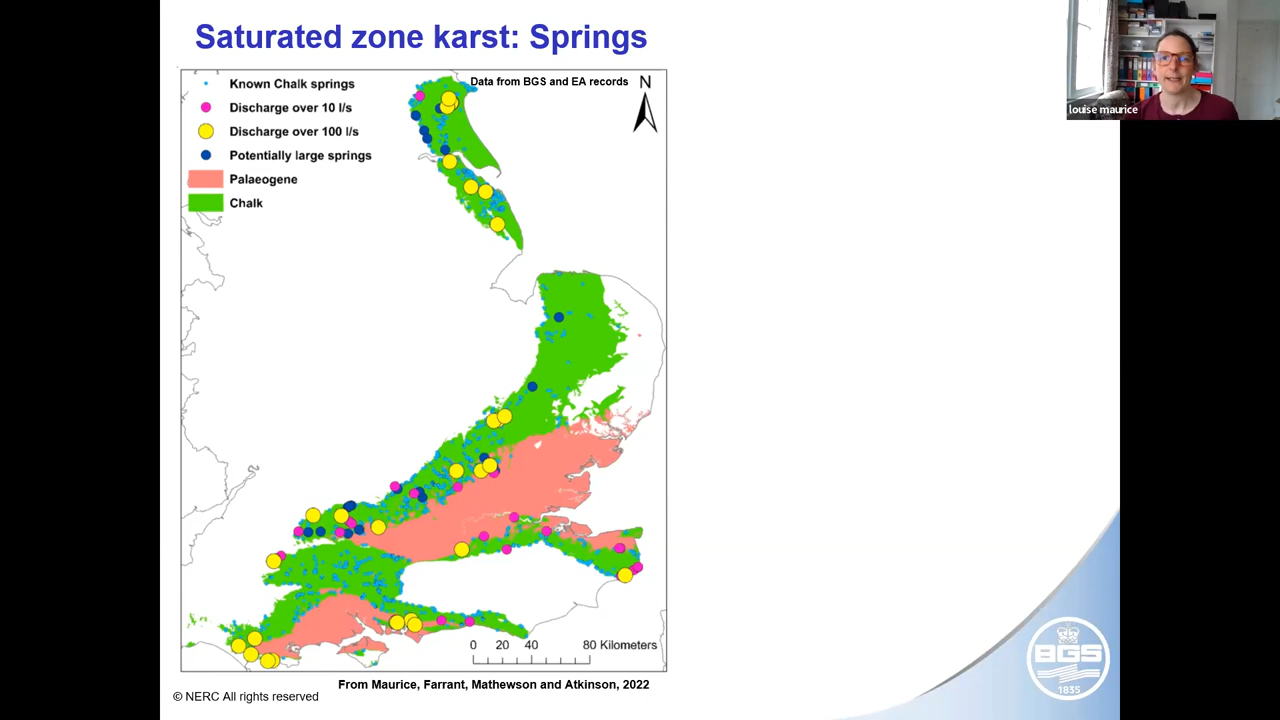 Saturated zone karst: Springs
Known Chalk springs
Discharge over 10 l/s
Discharge over 100 l/s
Potentially large springs
Palaeogene
Chalk
Data from BGS and EA records
N
louise maurice
0 20 40 80 Kilometers
From Maurice, Farrant, Mathewson and Atkinson, 2022
© NERC All rights reserved
BGS
1835